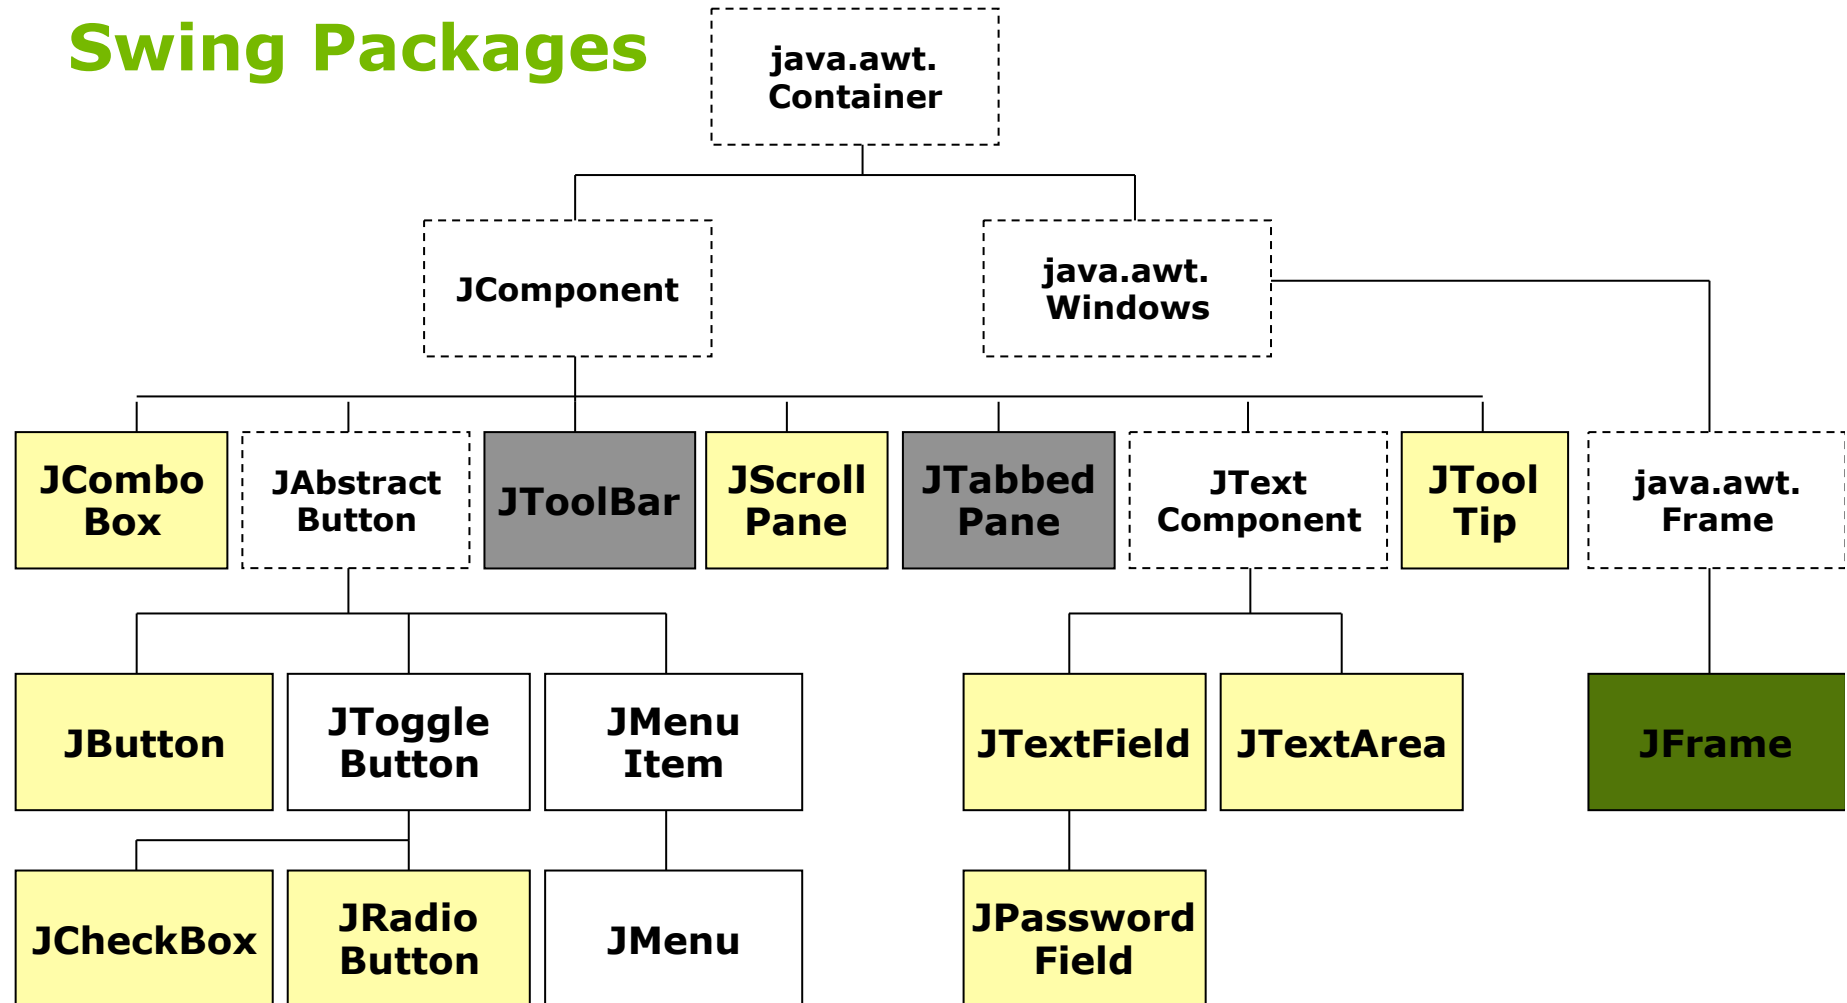 Swing Packages
java.awt.
Container
JComponent
java.awt.
Windows
JCombo
Box
JAbstract
Button
JToolBar
JScroll
Pane
JTabbed
Pane
JText
Component
JTool
Tip
java.awt.
Frame
JButton
JToggle
Button
JMenu
Item
JTextField
JTextArea
JFrame
JCheckBox
JRadio
Button
JMenu
JPassword
Field